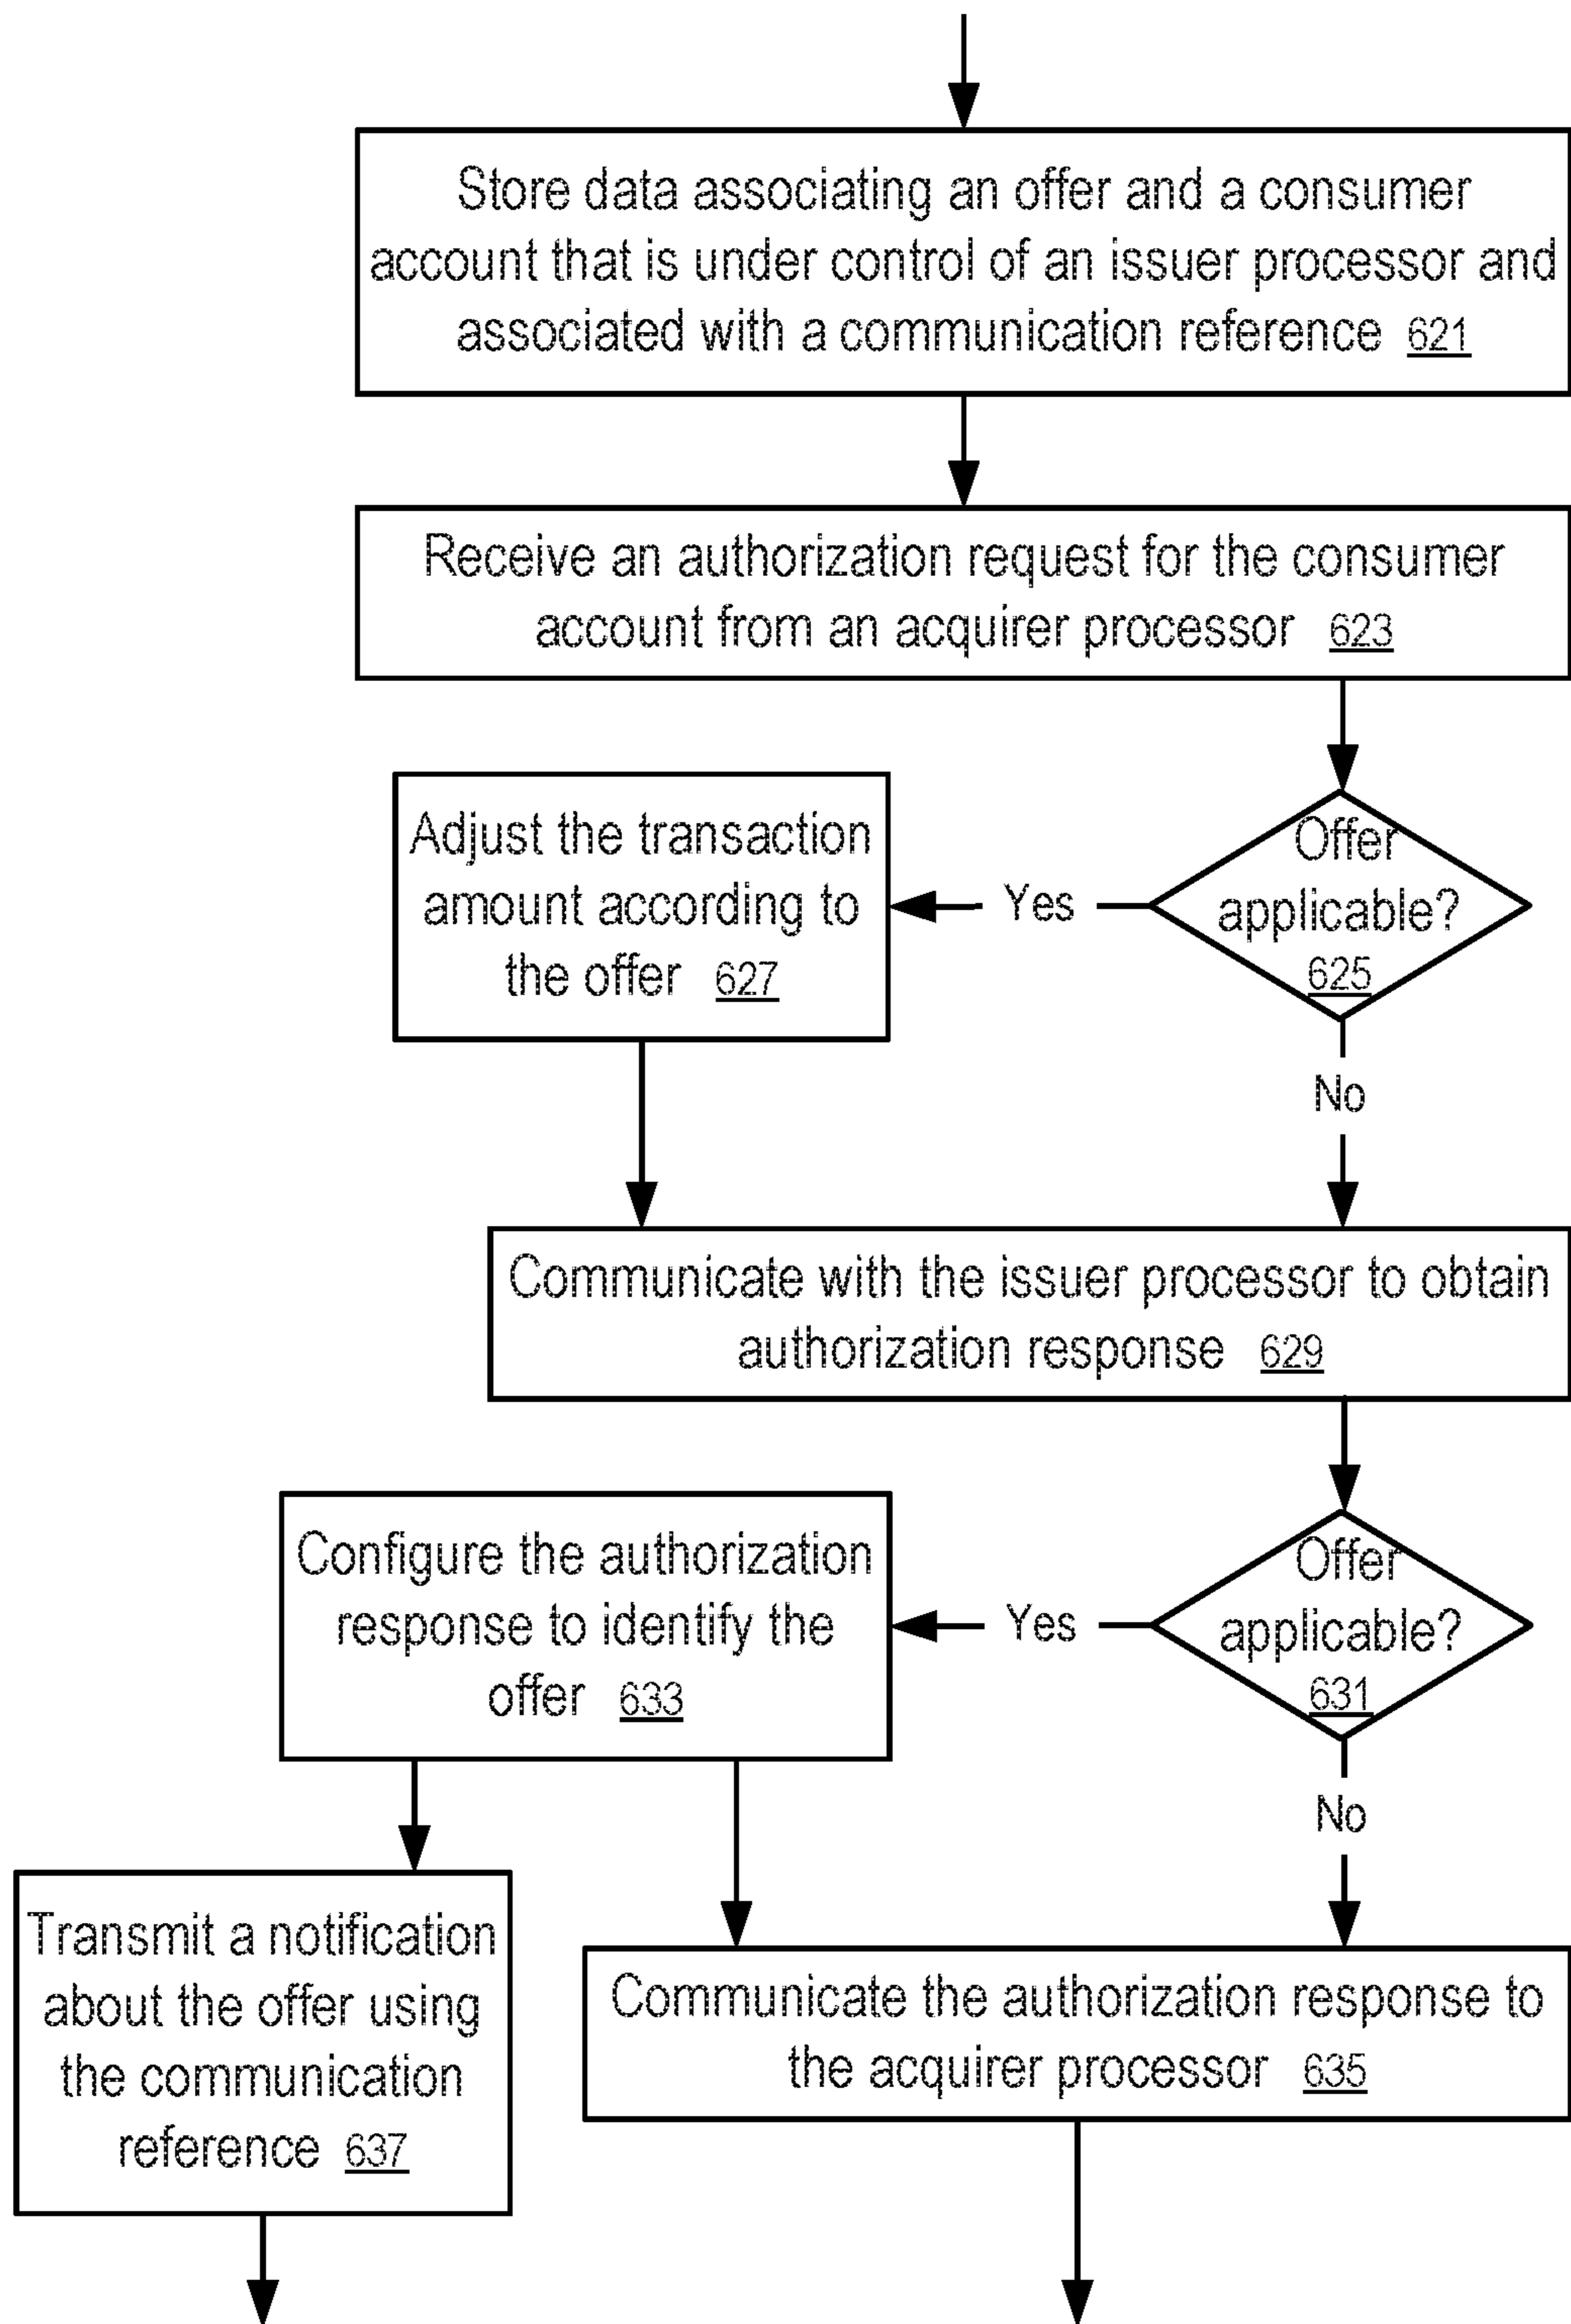 Store data associating an offer and a consumer
account that is under control of an issuer processor and
associated with a communication reference 621
Receive an authorization request for the consumer
account from an acquirer processor 623
Offer
applicable?
625
Yes
Adjust the transaction
amount according to
the offer 627
No
Communicate with the issuer processor to obtain
authorization response 629
Offer
applicable?
631
Yes
Configure the authorization
response to identify the
offer 633
No
Transmit a notification
about the offer using
the communication
reference 637
Communicate the authorization response to
the acquirer processor 635